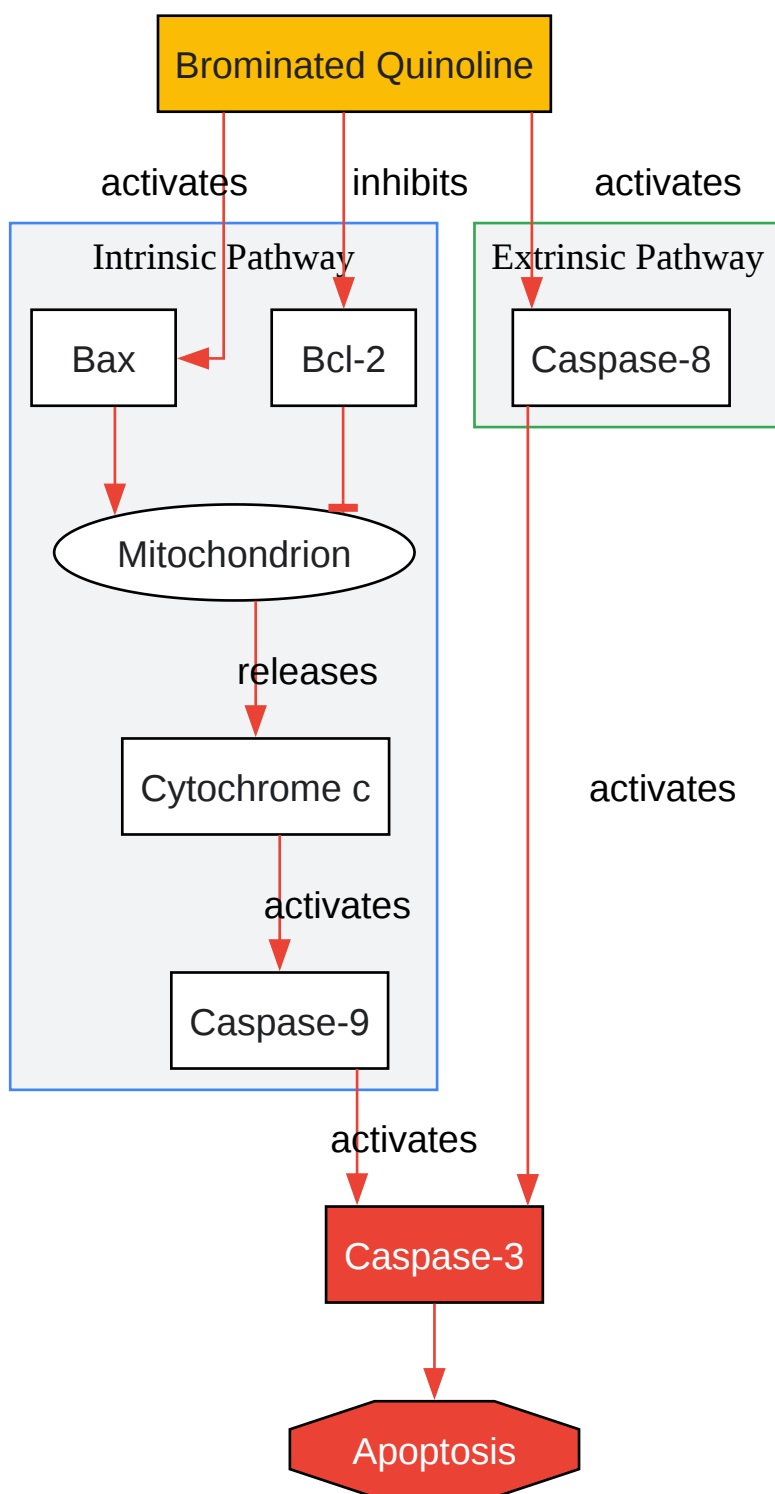 Brominated Quinoline
activates
inhibits
activates
Intrinsic Pathway
Extrinsic Pathway
Bax
Bcl-2
Caspase-8
Mitochondrion
releases
Cytochrome c
activates
activates
Caspase-9
activates
Caspase-3
Apoptosis